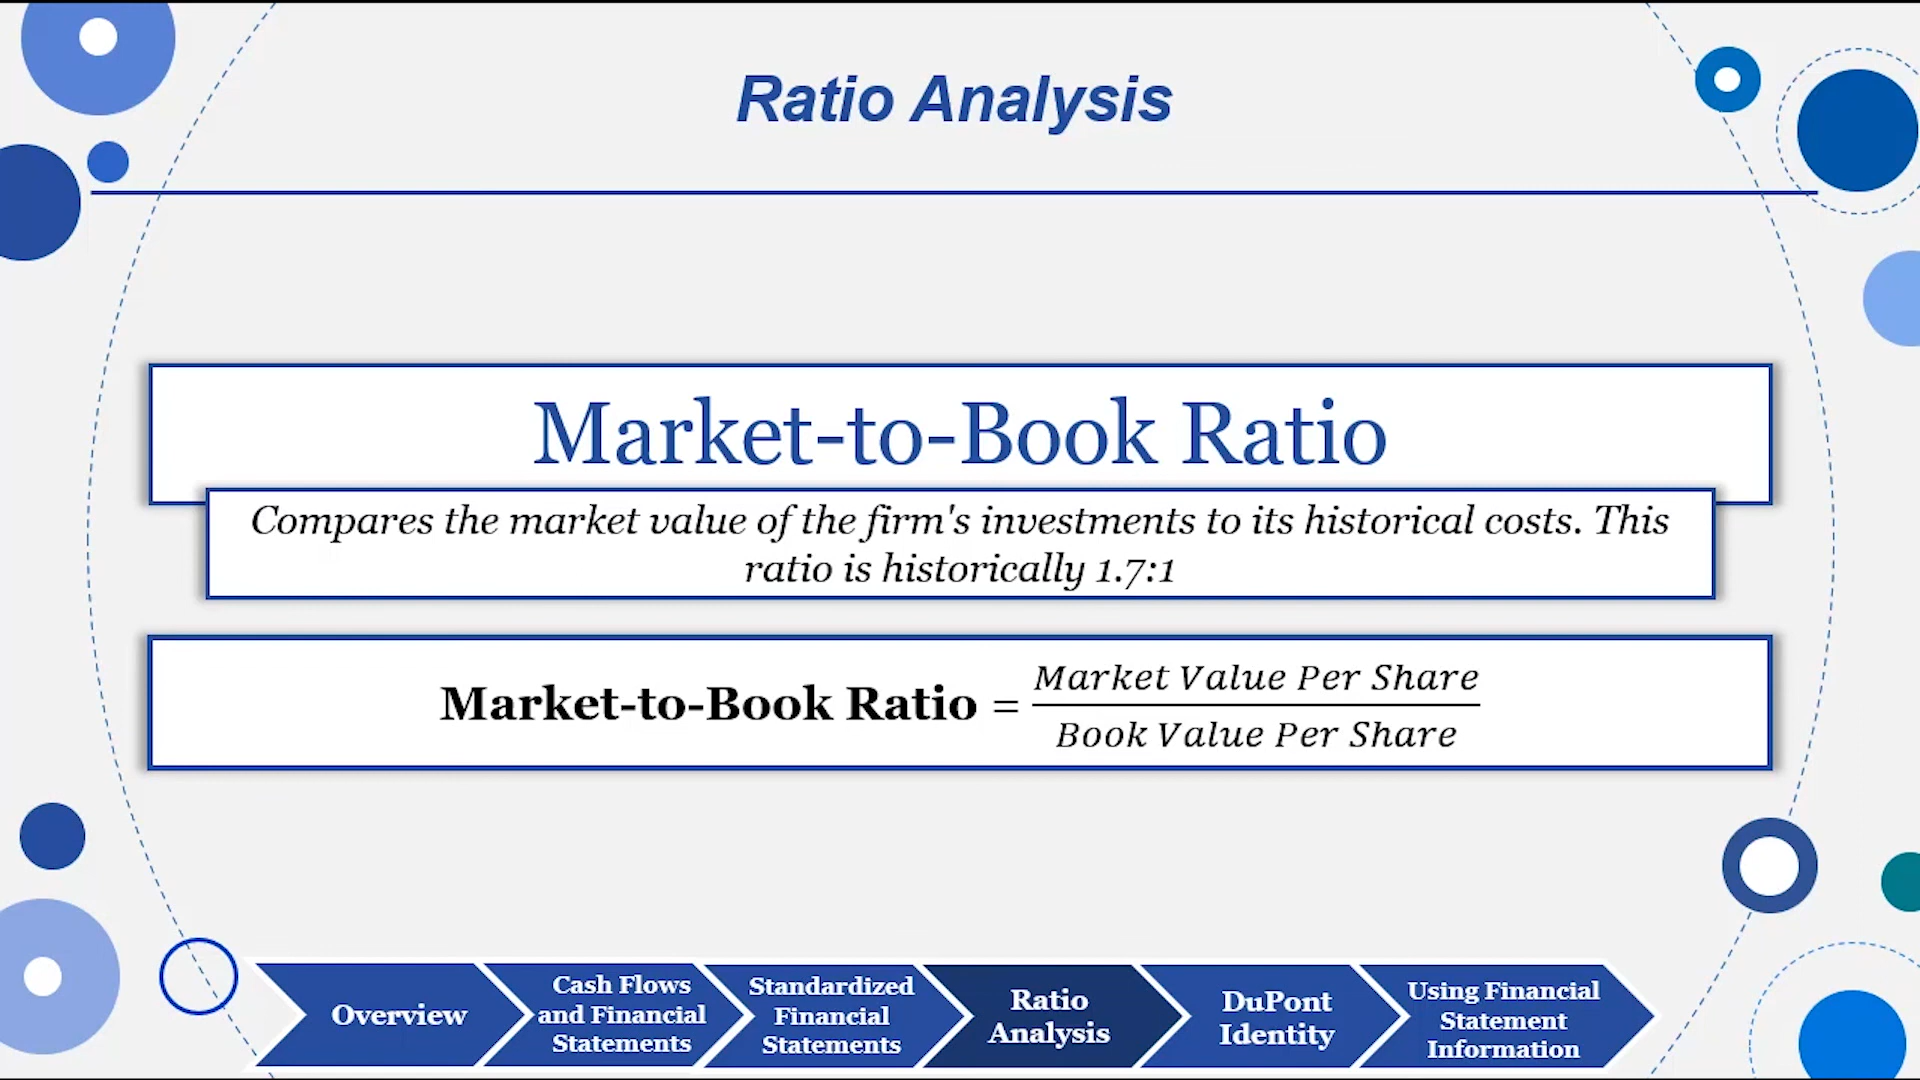 Ratio Analysis
Market-to-Book Ratio
Compares the market value of the firm's investments to its historical costs. This
ratio is historically 1.7:1
Market-to-Book Ratio = Market Value Per Share
Book Value Per Share
Overview
Cash Flows
and Financial
Statements
Standardized
Financial
Statements
Ratio
Analysis
DuPont
Identity
Using Financial
Statement
Information